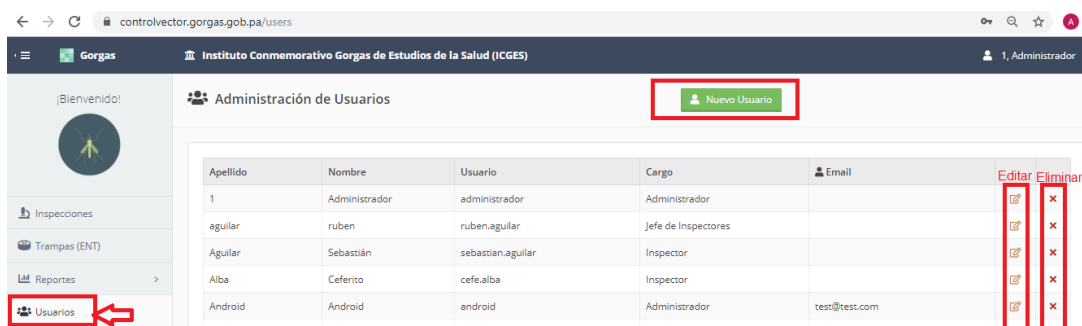 controlvector.gorgas.gob.pa/users
A
Gorgas
Instituto Conmemorativo Gorgas de Estudios de la Salud (ICGES)
1, Administrador
¡Bienvenido!
Administración de Usuarios
Nuevo Usuario
Inspecciones
Trampas (ENT)
Reportes
Usuarios
Editar Eliminar
Apellido Nombre Usuario Cargo Email
1 Administrador administrador Administrador
aguilar ruben ruben.aguilar Jefe de Inspectores
Aguilar Sebastián sebastian.aguilar Inspector
Alba Ceferito cefe.alba Inspector
Android Android android Administrador test@test.com